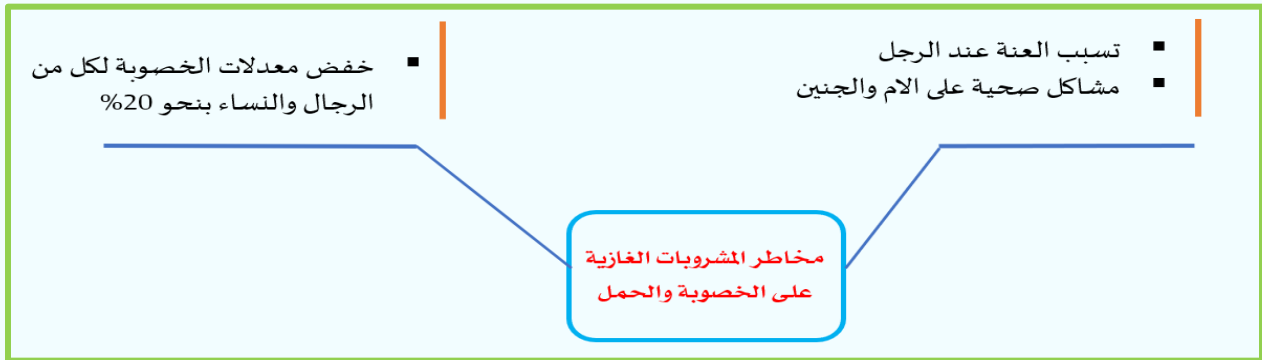 ▪ تسبب العنة عند الرجل
▪ مشاكل صحية على الام والجنين
▪ خفض معدلات الخصوبة لكل من
الرجال والنساء بنحو 20%
مخاطر المشروبات الغازية
على الخصوبة والحمل